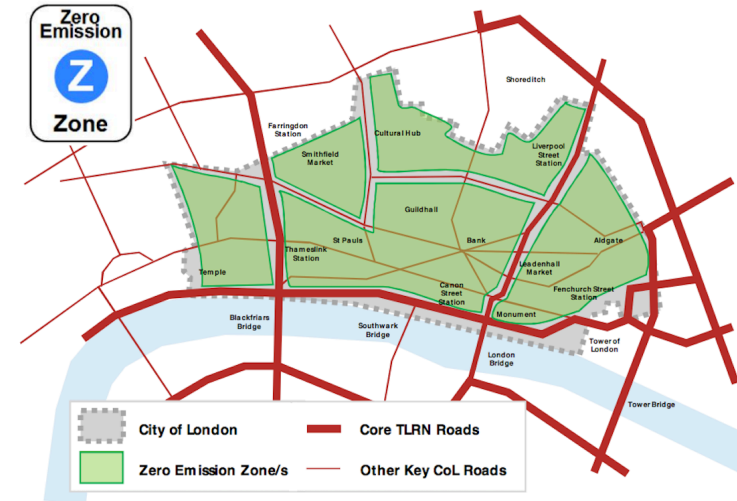 Zero
Emission
Z
Zone
Shoreditch
Farringdon
Station
Cultural Hub
Smithfield
Market
Liverpool
Street
Station
Guildhall
St Pauls
Bank
Aldgate
Thameslink
Station
Leadenhall
Market
Temple
Canon
Street
Station
Fenchurch Street
Station
Monument
Blackfriars
Bridge
Southwark
Bridge
Tower of
London
London
Bridge
Tower Bridge
City of London
Core TLRN Roads
Zero Emission Zone/s
Other Key CoL Roads